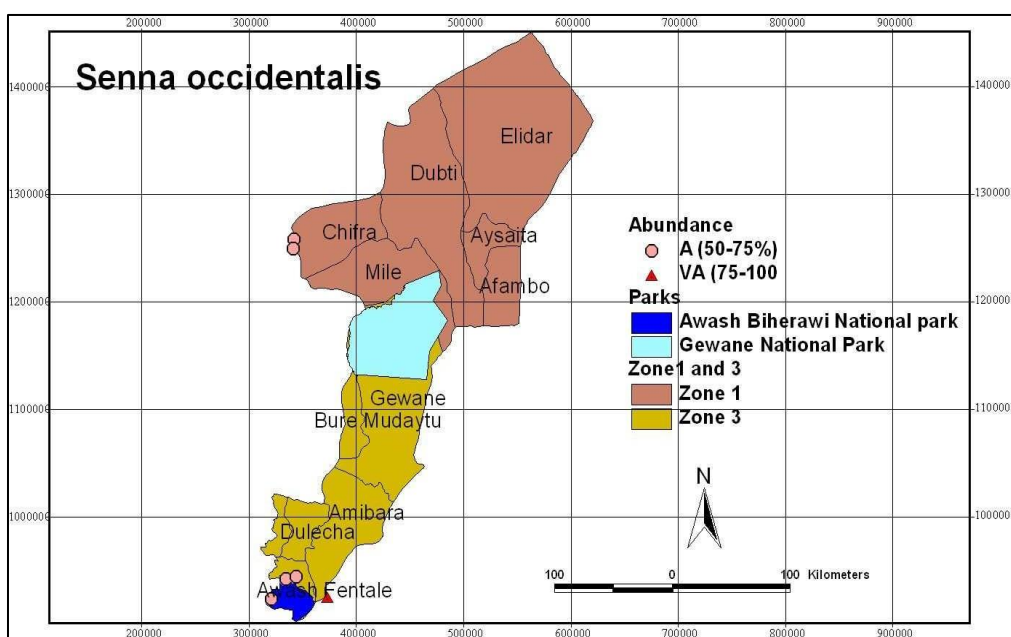 200000 300000 400000 500000 600000 700000 800000 900000
Senna occidentalis
1400000 1400000
Elidar
Dubti
1300000 1300000
Chifra
Aysaita
Mile
Afambo
1200000 1200000
Abundance
A (50-75%)
VA (75-100
Parks
Awash Biherawi National park
Gewane National Park
Zone1 and 3
Zone 1
Zone 3
1100000 1100000
Gewane
Bure Mudaytu
N
1000000 1000000
Amibara
Dulecha
Awash Fentale
100 0 100 Kilometers
200000 300000 400000 500000 600000 700000 800000 900000